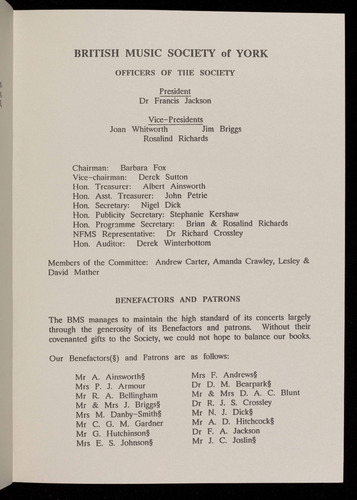 BRITISH MUSIC SOCIETY of YORK
OFFICERS OF THE SOCIETY
President
Dr Francis Jackson
Vice-Presidents
Joan Whitworth Jim Briggs
Rosalind Richards
Chairman: Barbara Fox
Vice-chairman: Derek Sutton
Hon. Treasurer: Albert Ainsworth
Hon. Asst. Treasurer: John Petrie
Hon. Secretary: Nigel Dick
Hon. Publicity Secretary: Stephanie Kershaw
Hon. Programme Secretary: Brian & Rosalind Richards
NFMS Representative: Dr Richard Crossley
Hon. Auditor: Derek Winterbottom
Members of the Committee: Andrew Carter, Amanda Crawley, Lesley &
David Mather
BENEFACTORS AND PATRONS
The BMS manages to maintain the high standard of its concerts largely
through the generosity of its Benefactors and patrons. Without their
covenanted gifts to the Society, we could not hope to balance our books.
Our Benefactors(§) and Patrons are as follows:
Mr A. Ainsworth§
Mrs P. J. Armour
Mr R. A. Bellingham
Mr & Mrs J. Briggs§
Mrs M. Danby-Smith§
Mr C. G. M. Gardner
Mr G. Hutchinson§
Mrs E. S. Johnson§
Mrs F. Andrews§
Dr D. M. Bearpark§
Mr & Mrs D. A. C. Blunt
Dr R. J. S. Crossley
Mr N. J. Dick§
Mr A. D. Hitchcock§
Dr F. A. Jackson
Mr J. C. Joslin§